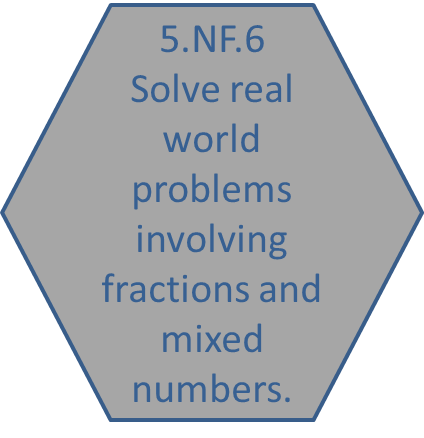 5.NF.6
Solve real
world
problems
involving
fractions and
mixed
numbers.